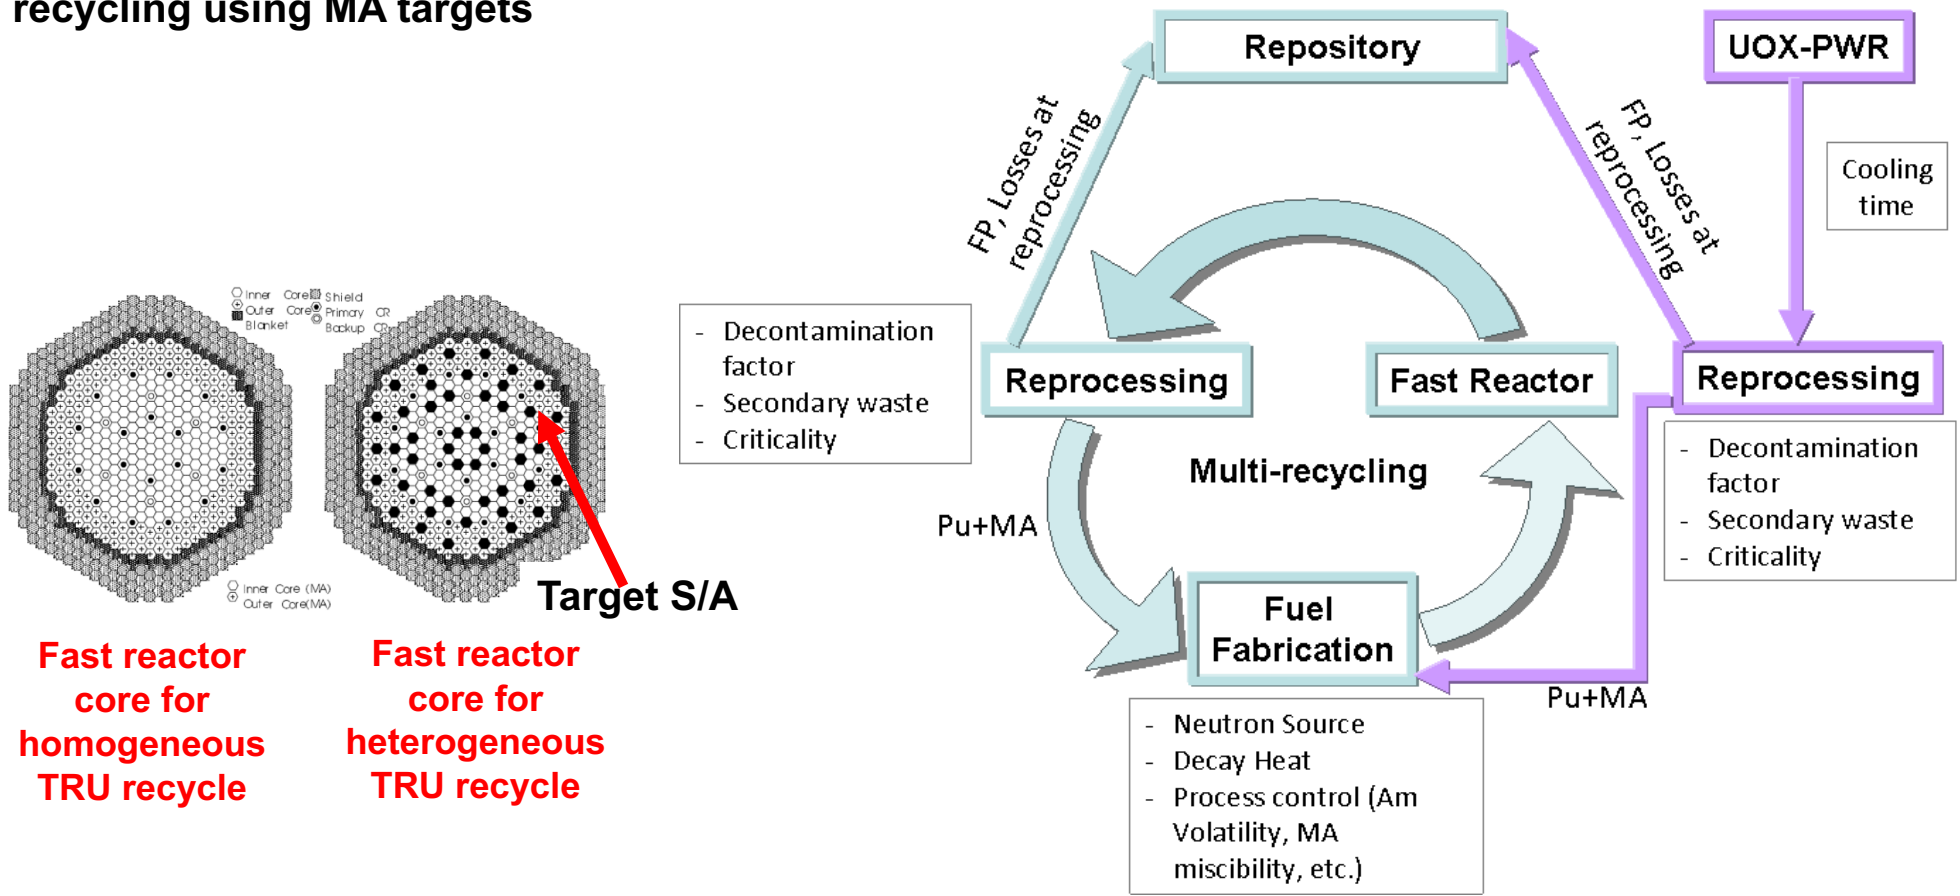 recycling using MA targets
Inner Core
Outer Core
Blanket
Shield
Primary CR
Backup CR
Inner Core (MA)
Outer Core(MA)
Target S/A
Fast reactor
core for
homogeneous
TRU recycle
Fast reactor
core for
heterogeneous
TRU recycle
Repository
UOX-PWR
FP, Losses at
reprocessing
FP, Losses at
reprocessing
Cooling
time
- Decontamination
factor
- Secondary waste
- Criticality
Reprocessing
Fast Reactor
Reprocessing
Multi-recycling
- Decontamination
factor
- Secondary waste
- Criticality
Pu+MA
Fuel
Fabrication
Pu+MA
- Neutron Source
- Decay Heat
- Process control (Am
Volatility, MA
miscibility, etc.)